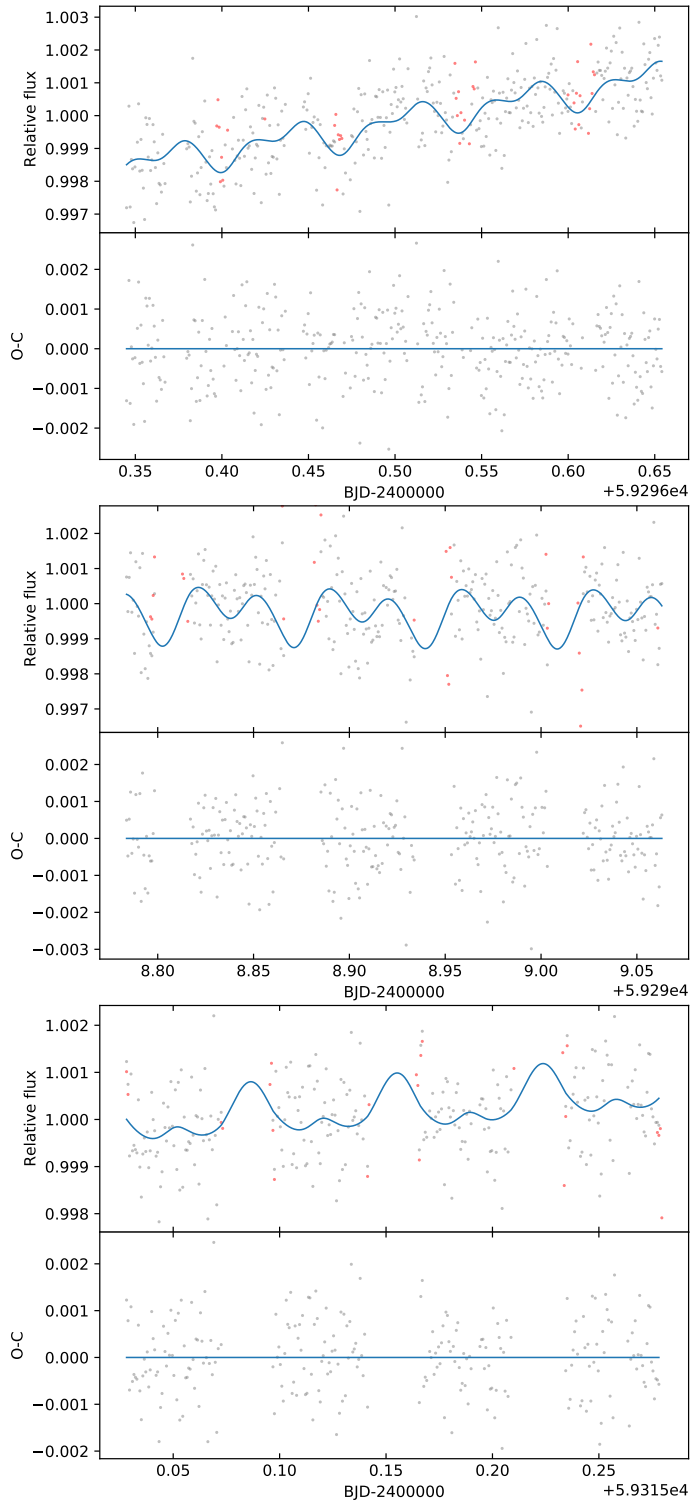 1.003
1.002
1.001
1.000
0.999
0.998
0.997
Relative flux
0.002
0.001
0.000
−0.001
−0.002
O-C
0.35 0.40 0.45 0.50 0.55 0.60 0.65
BJD-2400000 +5.9296e4
1.002
1.001
1.000
0.999
0.998
0.997
Relative flux
0.002
0.001
0.000
−0.001
−0.002
−0.003
O-C
8.80 8.85 8.90 8.95 9.00 9.05
BJD-2400000 +5.929e4
1.002
1.001
1.000
0.999
0.998
Relative flux
0.002
0.001
0.000
−0.001
−0.002
O-C
0.05 0.10 0.15 0.20 0.25
BJD-2400000 +5.9315e4